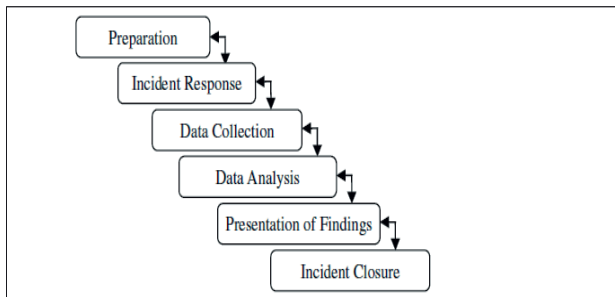 Preparation
Incident Response
Data Collection
Data Analysis
Presentation of Findings
Incident Closure